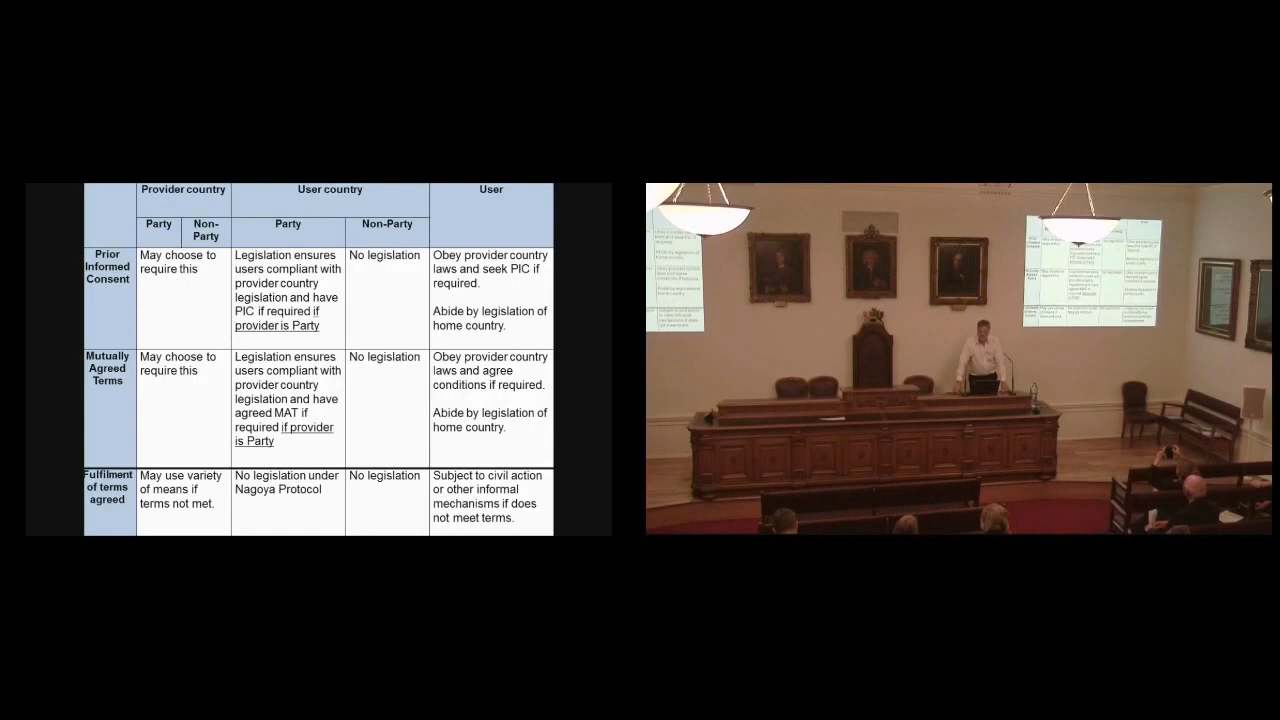 Provider country User country User
Party Non-Party Party Non-Party
Prior Informed Consent
May choose to
require this
Legislation ensures
users compliant with
provider country
legislation and have
PIC if required if
provider is Party
No legislation
Obey provider country
laws and seek PIC if
required.
Abide by legislation of
home country.
Mutually
Agreed
Terms
May choose to
require this
Legislation ensures
users compliant with
provider country
legislation and have
agreed MAT if
required if provider
is Party
No legislation
Obey provider country
laws and agree
conditions if required.
Abide by legislation of
home country.
Fulfilment
of terms
agreed
May use variety
of means if
terms not met.
No legislation under
Nagoya Protocol
No legislation
Subject to civil action
or other informal
mechanisms if does
not meet terms.